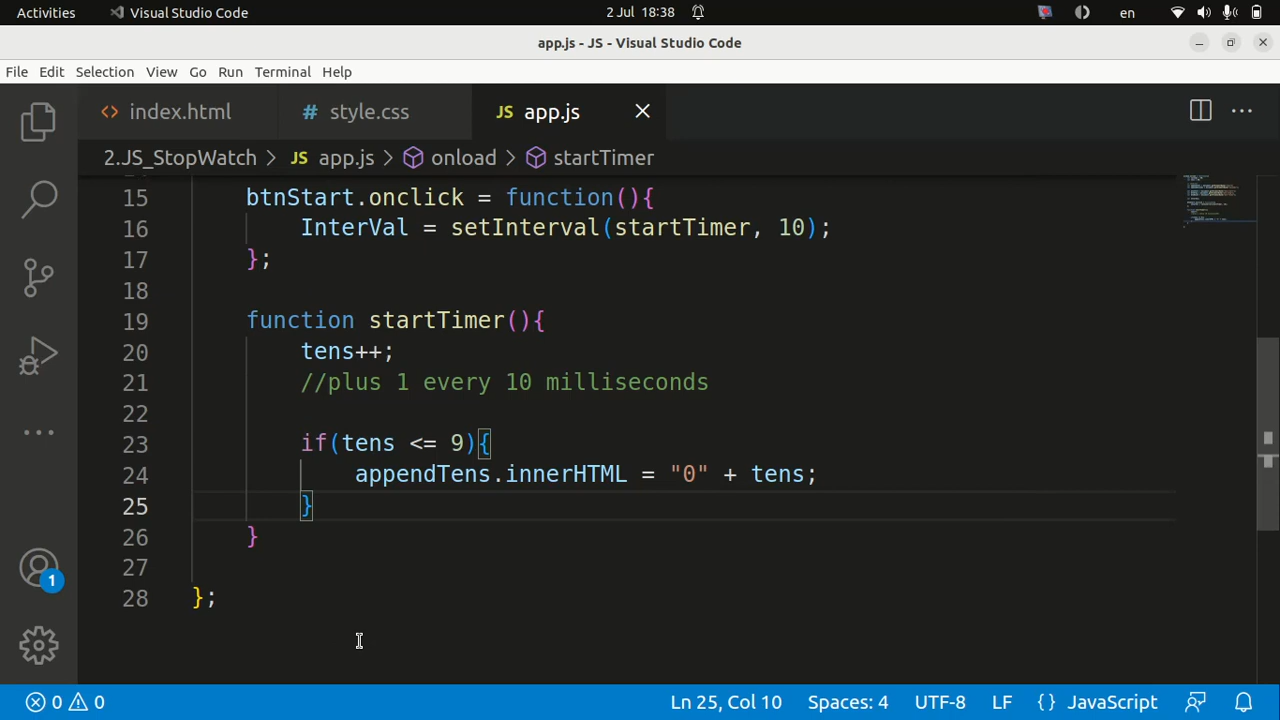 Activities Visual Studio Code 2 Jul 18:38 en
app.js - JS - Visual Studio Code
File Edit Selection View Go Run Terminal Help
index.html # style.css JS app.js
2.JS_StopWatch > JS app.js > onload > startTimer
15 btnStart.onclick = function(){
16 InterVal = setInterval(startTimer, 10);
17 };
18
19 function startTimer(){
20 tens++;
21 //plus 1 every 10 milliseconds
22
23 if(tens <= 9){
24 appendTens.innerHTML = "0" + tens;
25 }
26 }
27
28 };
1
0 0 Ln 25, Col 10 Spaces: 4 UTF-8 LF {} JavaScript